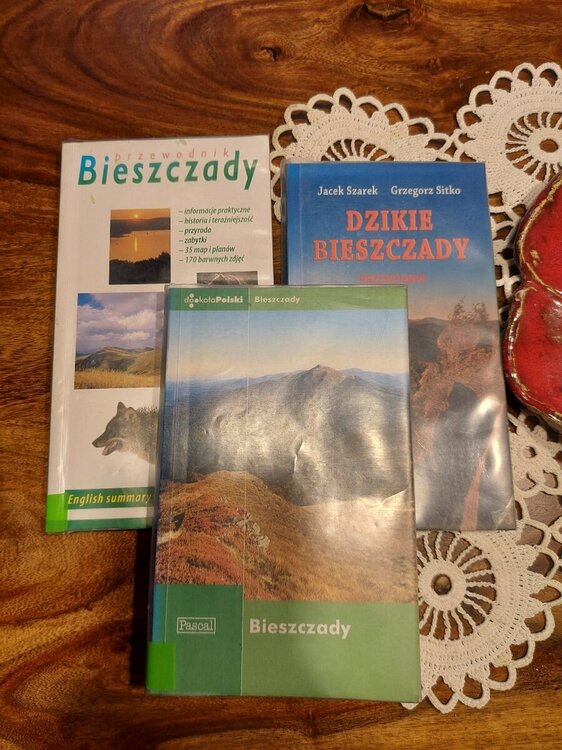 przewodnik
Bieszczady
– informacje praktyczne
– historia i teraźniejszość
– przyroda
– zabytki
– 35 map i planów
– 170 barwnych zdjęć
English summary
Jacek Szarek Grzegorz Sitko
DZIKIE
BIESZCZADY
PRZEWODNIK
dookołaPolski Bieszczady
Pascal
Bieszczady